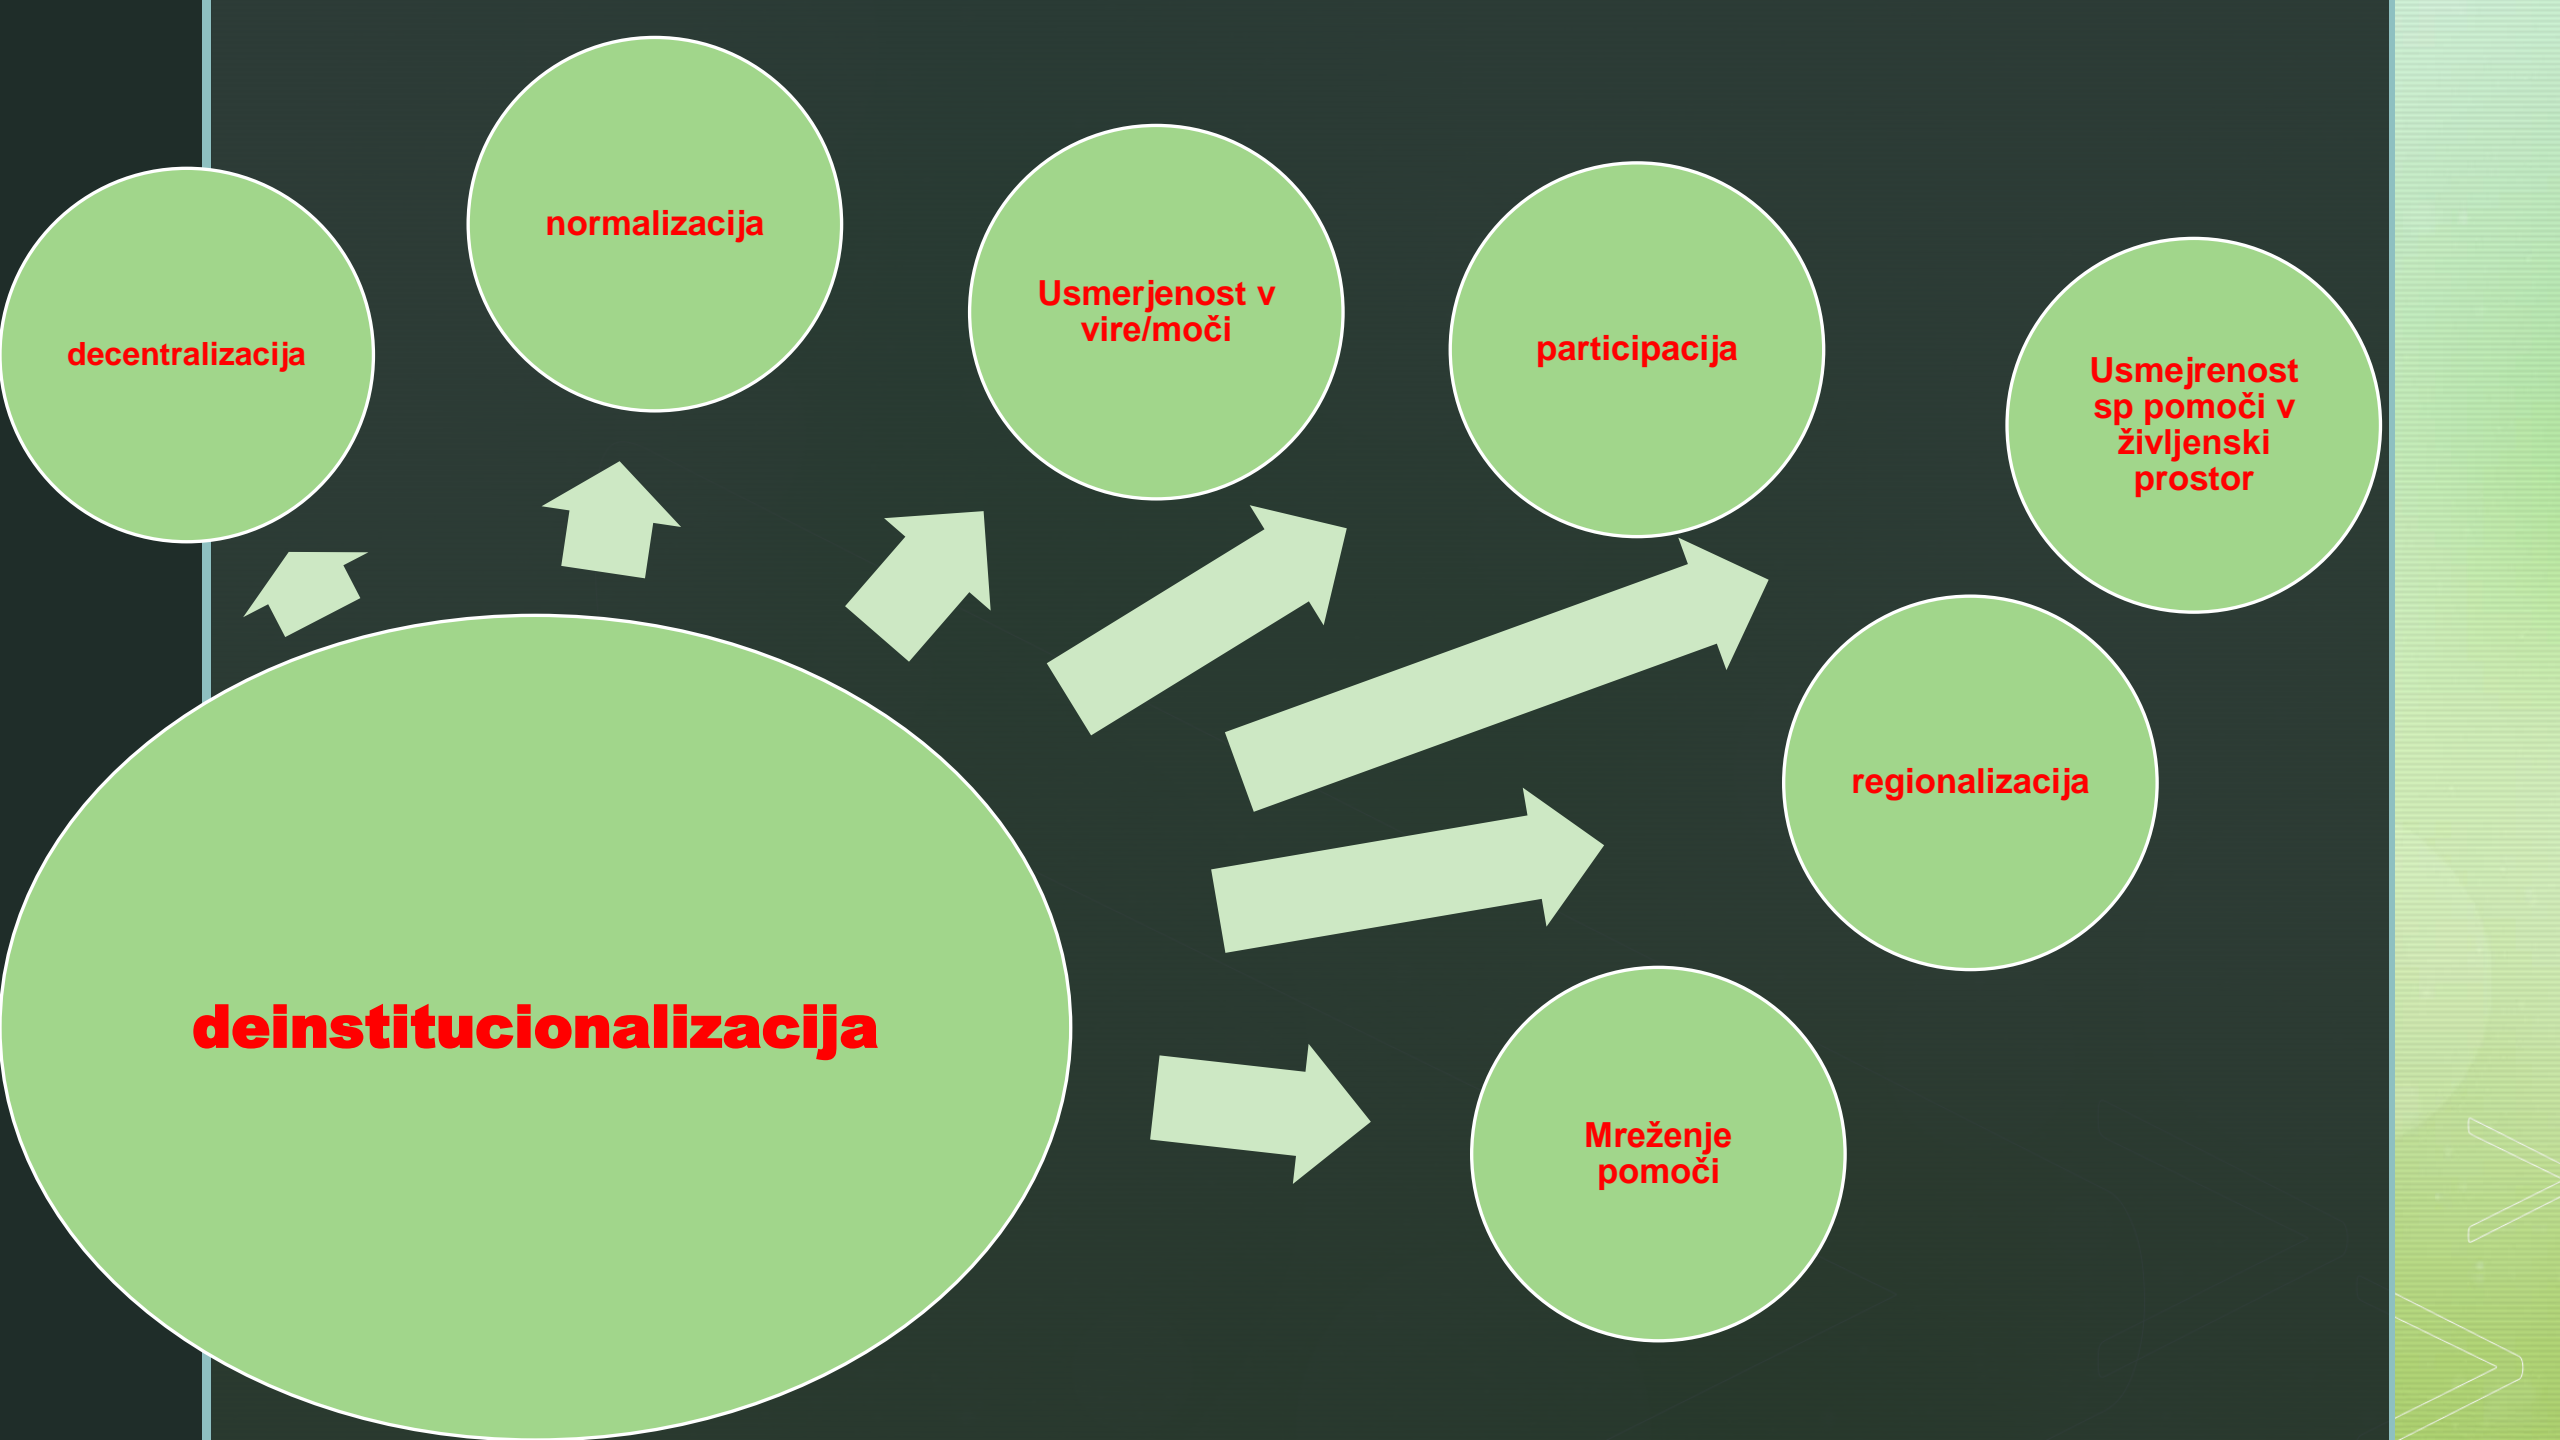 decentralizacija
normalizacija
Usmerjenost v
vire/moči
participacija
Usmejrenost
sp pomoči v
življenski
prostor
regionalizacija
Mreženje
pomoči
deinstitucionalizacija